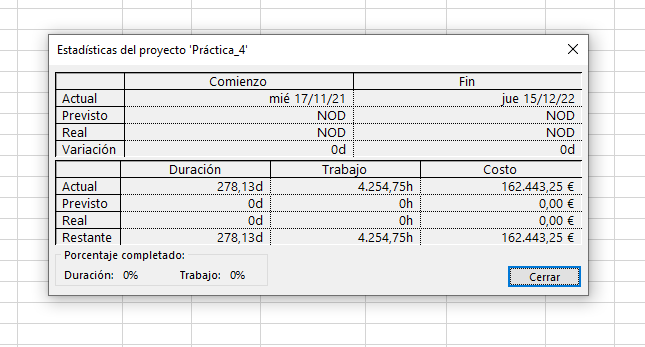 Estadísticas del proyecto 'Práctica_4'
Comienzo Fin
Actual mié 17/11/21 jue 15/12/22
Previsto NOD NOD
Real NOD NOD
Variación 0d 0d
Duración Trabajo Costo
Actual 278,13d 4.254,75h 162.443,25 €
Previsto 0d 0h 0,00 €
Real 0d 0h 0,00 €
Restante 278,13d 4.254,75h 162.443,25 €
Porcentaje completado:
Duración: 0% Trabajo: 0%
Cerrar